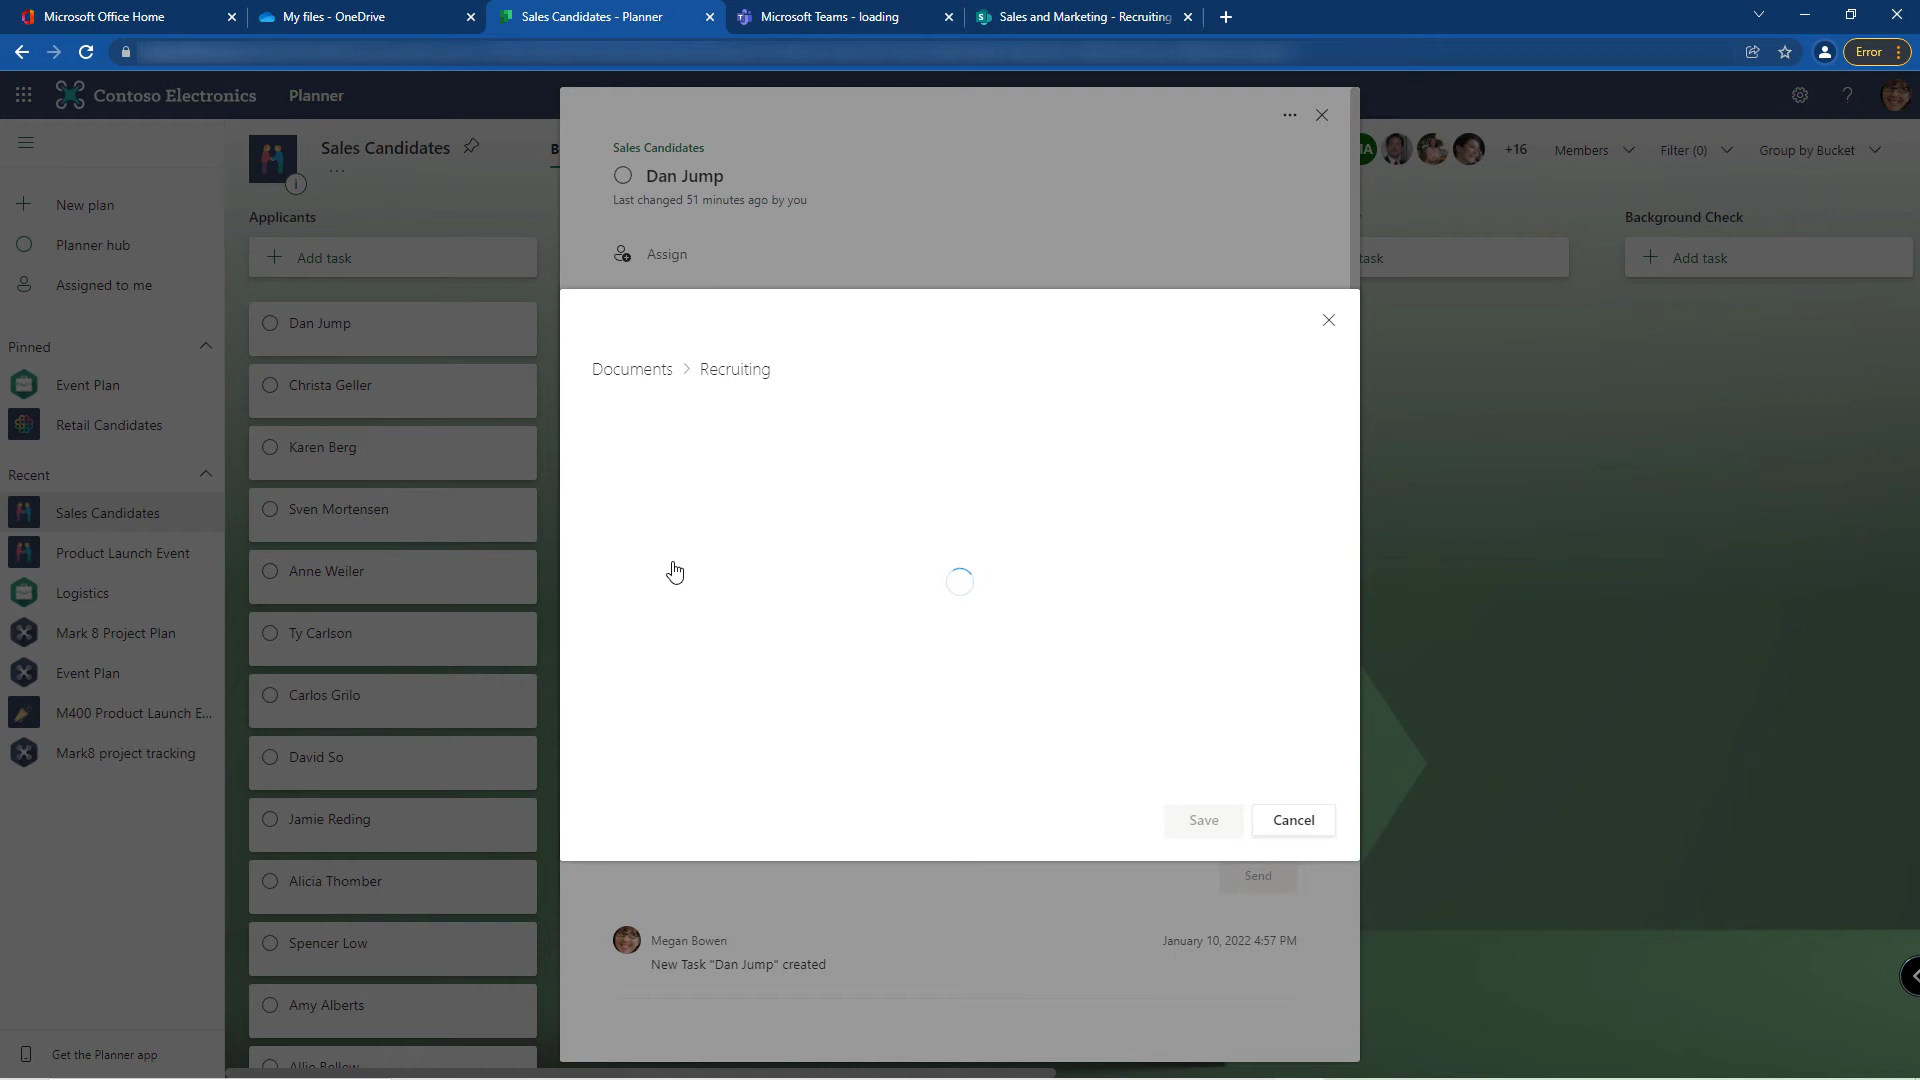 Microsoft Office Home
My files - OneDrive
Sales Candidates - Planner
Microsoft Teams - loading
Sales and Marketing - Recruiting
Error
Contoso Electronics
Planner
Sales Candidates
New plan
Planner hub
Assigned to me
Pinned
Event Plan
Retail Candidates
Recent
Sales Candidates
Product Launch Event
Logistics
Mark 8 Project Plan
Event Plan
M400 Product Launch E...
Mark8 project tracking
Get the Planner app
Applicants
Add task
Dan Jump
Christa Geller
Karen Berg
Sven Mortensen
Anne Weiler
Ty Carlson
Carlos Grilo
David So
Jamie Reding
Alicia Thomber
Spencer Low
Amy Alberts
Allie Bellew
B
Sales Candidates
Dan Jump
Last changed 51 minutes ago by you
Assign
Documents > Recruiting
Save
Cancel
Send
Megan Bowen
January 10, 2022 4:57 PM
New Task "Dan Jump" created
MA
+16
Members
Filter (0)
Group by Bucket
task
Background Check
Add task